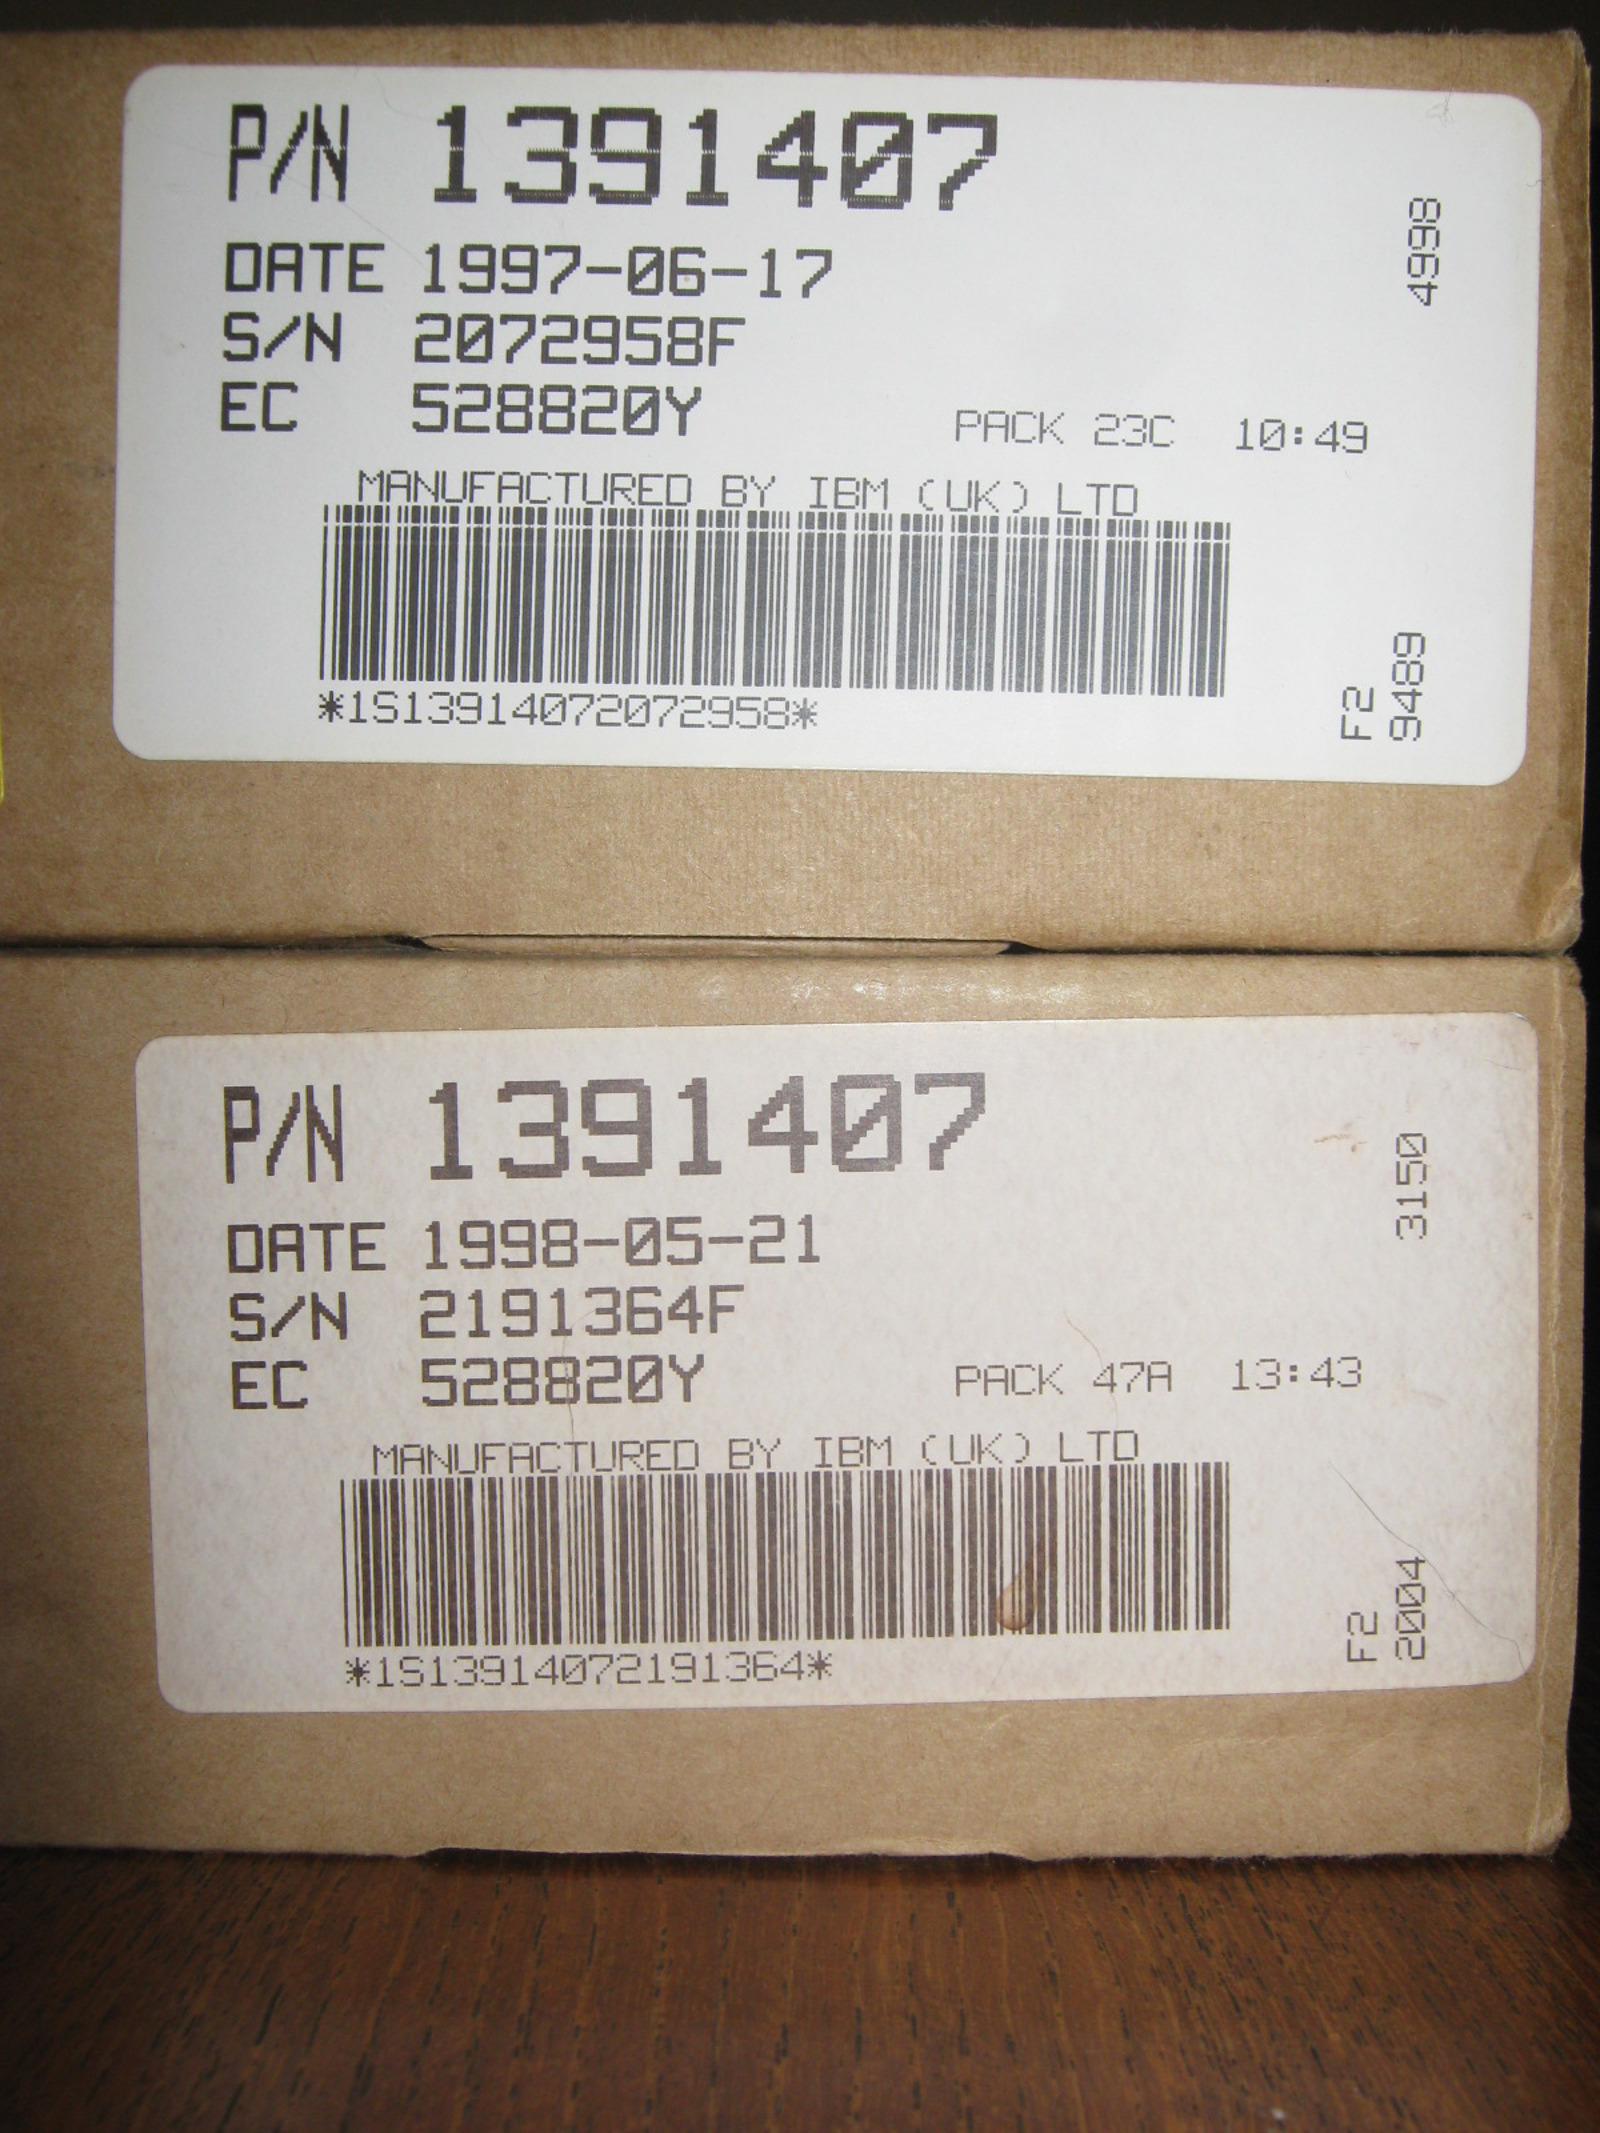 P/N 1391407
DATE 1997-06-17
S/N 2072958F
EC 528820Y
PACK 23C 10:49
MANUFACTURED BY IBM (UK) LTD
*1S13914072072958*
4998
F2
9489
P/N 1391407
DATE 1998-05-21
S/N 2191364F
EC 528820Y
PACK 47A 13:43
MANUFACTURED BY IBM (UK) LTD
*1S13914072191364*
3150
F2
2004